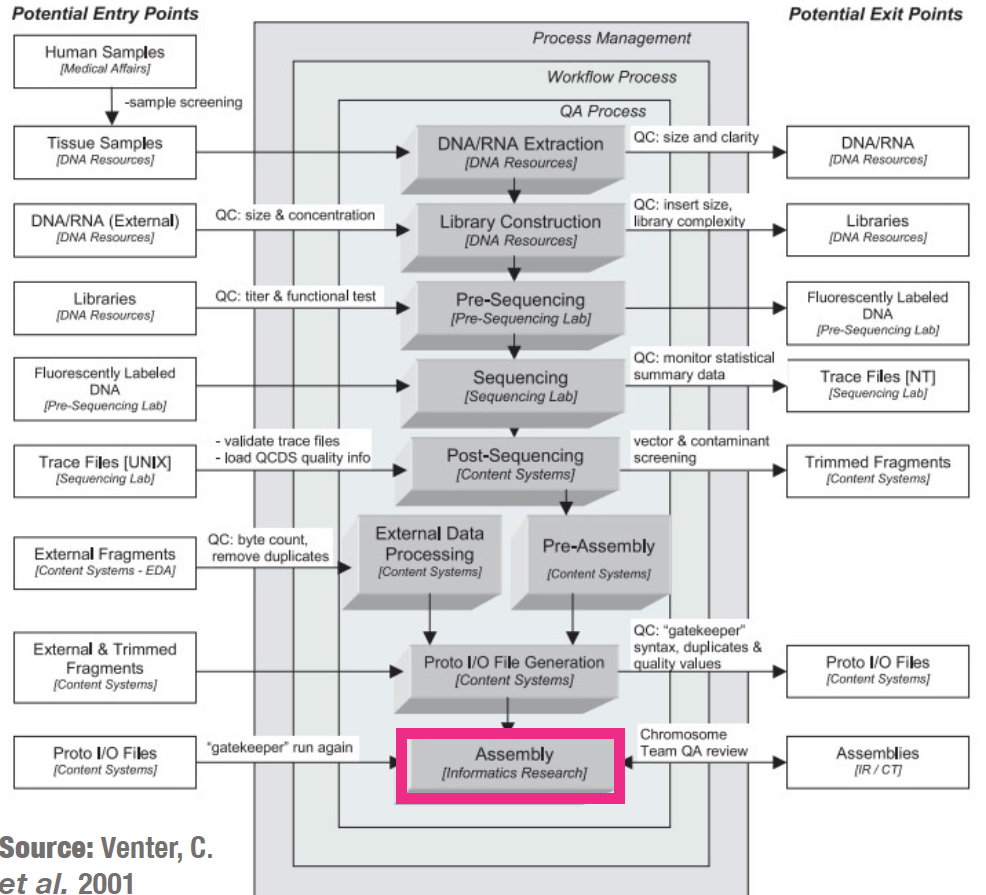 Potential Entry Points
Potential Exit Points
Process Management
Workflow Process
QA Process
Human Samples
[Medical Affairs]
-sample screening
Tissue Samples
[DNA Resources]
DNA/RNA Extraction
[DNA Resources]
QC: size and clarity
DNA/RNA
[DNA Resources]
DNA/RNA (External)
[DNA Resources]
QC: size & concentration
Library Construction
[DNA Resources]
QC: insert size,
library complexity
Libraries
[DNA Resources]
Libraries
[DNA Resources]
QC: titer & functional test
Pre-Sequencing
[Pre-Sequencing Lab]
Fluorescently Labeled
DNA
[Pre-Sequencing Lab]
Fluorescently Labeled
DNA
[Pre-Sequencing Lab]
Sequencing
[Sequencing Lab]
QC: monitor statistical
summary data
Trace Files [NT]
[Sequencing Lab]
Trace Files [UNIX]
[Sequencing Lab]
- validate trace files
- load QCDS quality info
Post-Sequencing
[Content Systems]
vector & contaminant
screening
Trimmed Fragments
[Content Systems]
External Fragments
[Content Systems - EDA]
QC: byte count,
remove duplicates
External Data
Processing
[Content Systems]
Pre-Assembly
[Content Systems]
External & Trimmed
Fragments
[Content Systems]
Proto I/O File Generation
[Content Systems]
QC: "gatekeeper"
syntax, duplicates &
quality values
Proto I/O Files
[Content Systems]
Proto I/O Files
[Content Systems]
"gatekeeper" run again
Assembly
[Informatics Research]
Chromosome
Team QA review
Assemblies
[IR / CT]
Source: Venter, C.
et al. 2001